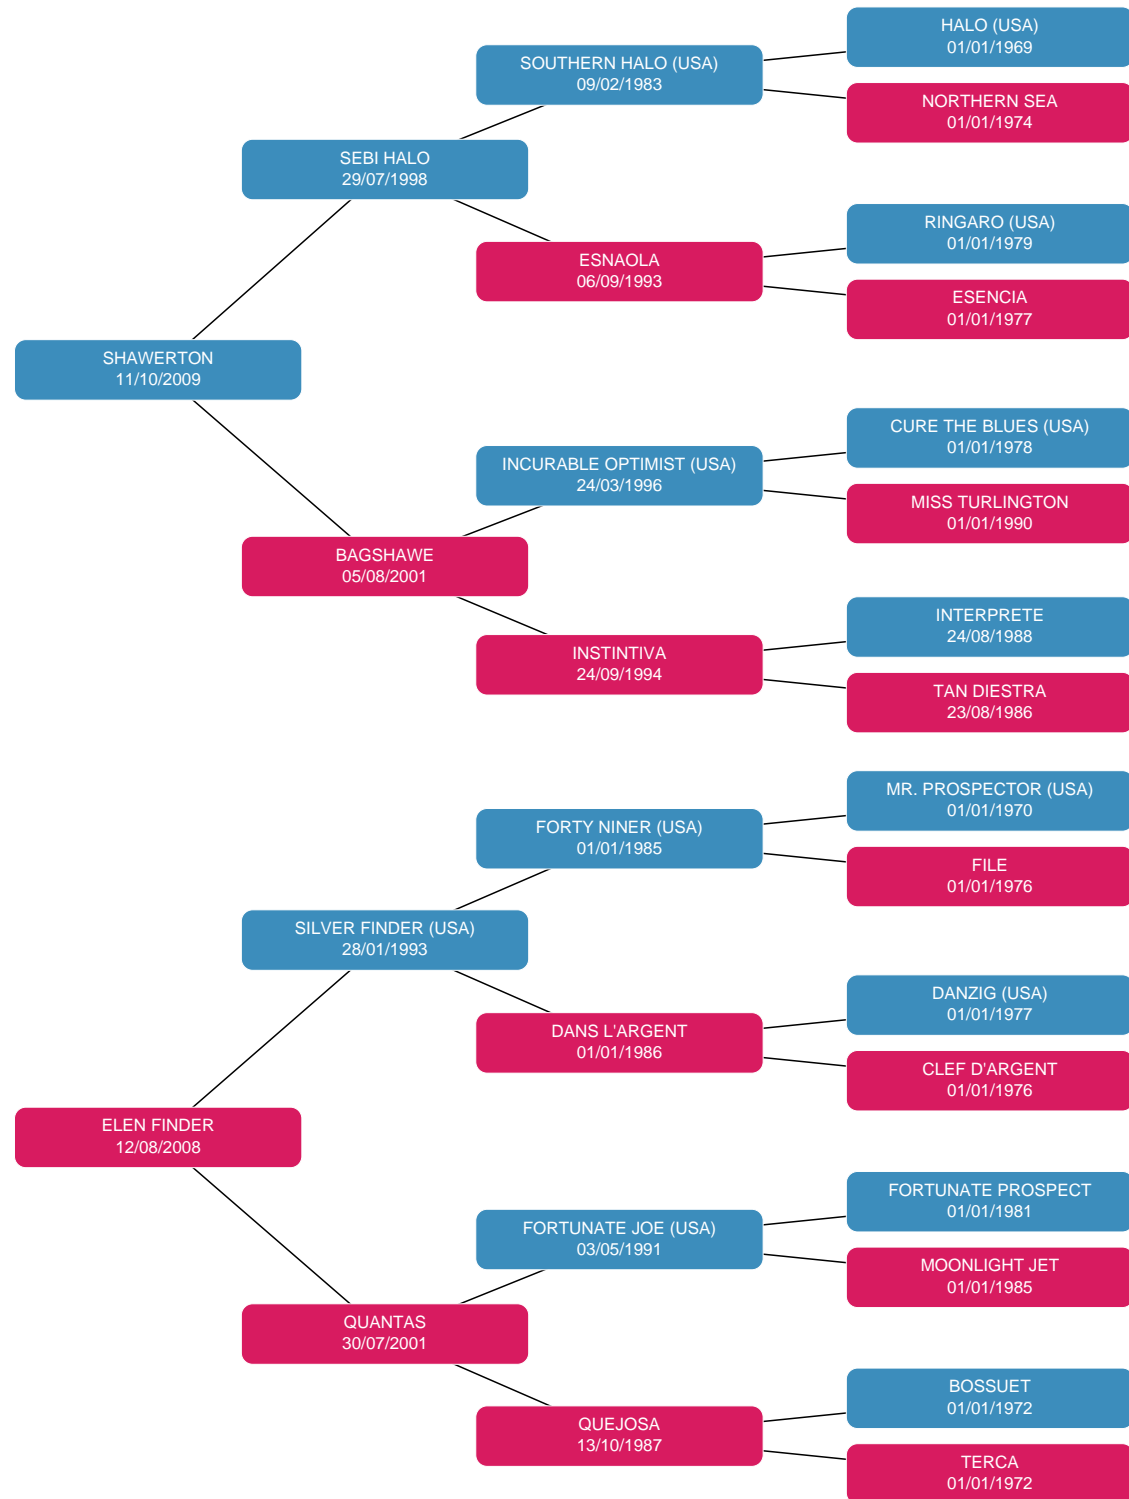 HALO (USA)
01/01/1969
SOUTHERN HALO (USA)
09/02/1983
NORTHERN SEA
01/01/1974
SEBI HALO
29/07/1998
RINGARO (USA)
01/01/1979
ESNAOLA
06/09/1993
ESENCIA
01/01/1977
SHAWERTON
11/10/2009
CURE THE BLUES (USA)
01/01/1978
INCURABLE OPTIMIST (USA)
24/03/1996
MISS TURLINGTON
01/01/1990
BAGSHAWE
05/08/2001
INTERPRETE
24/08/1988
INSTINTIVA
24/09/1994
TAN DIESTRA
23/08/1986
MR. PROSPECTOR (USA)
01/01/1970
FORTY NINER (USA)
01/01/1985
FILE
01/01/1976
SILVER FINDER (USA)
28/01/1993
DANZIG (USA)
01/01/1977
DANS L'ARGENT
01/01/1986
CLEF D'ARGENT
01/01/1976
ELEN FINDER
12/08/2008
FORTUNATE PROSPECT
01/01/1981
FORTUNATE JOE (USA)
03/05/1991
MOONLIGHT JET
01/01/1985
QUANTAS
30/07/2001
BOSSUET
01/01/1972
QUEJOSA
13/10/1987
TERCA
01/01/1972